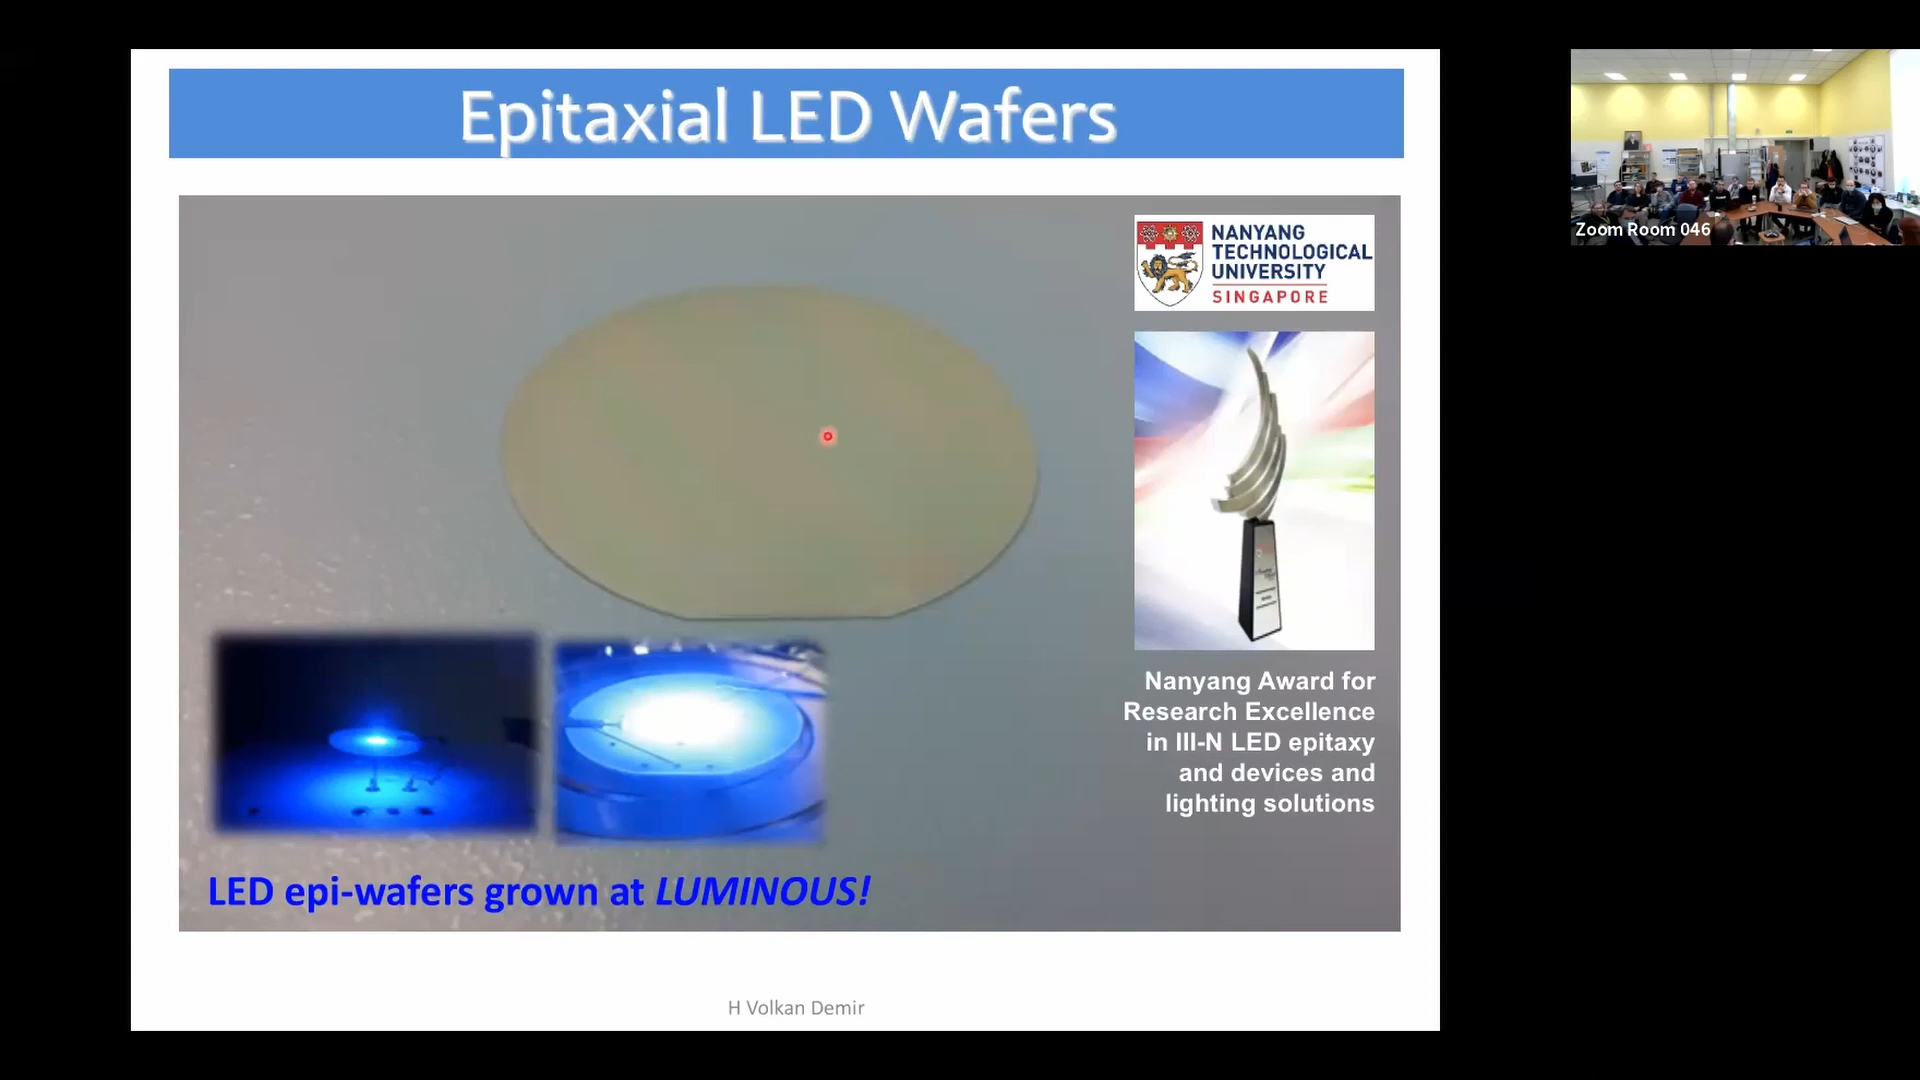 Epitaxial LED Wafers
NANYANG
TECHNOLOGICAL
UNIVERSITY
SINGAPORE
Nanyang Award for
Research Excellence
in III-N LED epitaxy
and devices and
lighting solutions
LED epi-wafers grown at LUMINOUS!
H Volkan Demir
Zoom Room 046